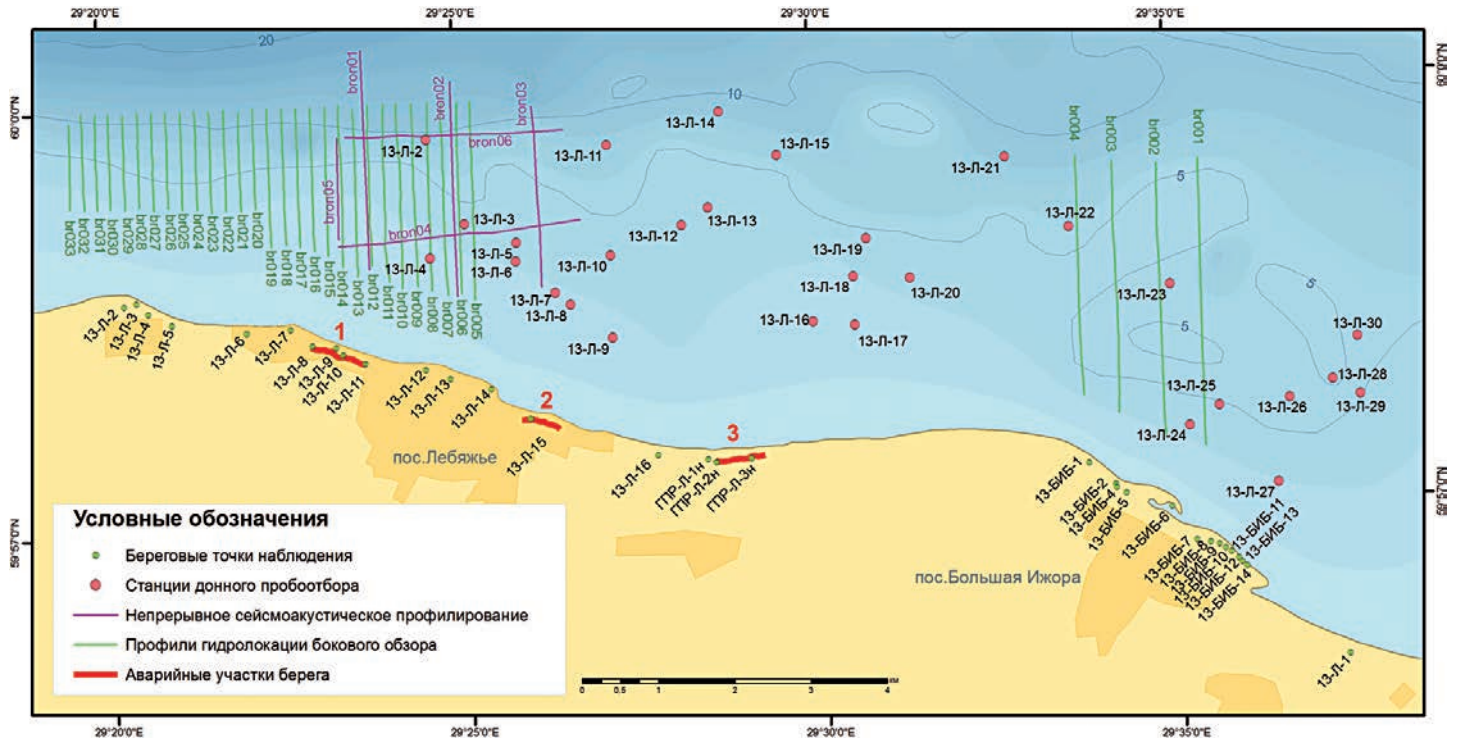 29°20'0"E
29°25'0"E
29°30'0"E
29°35'0"E
20
10
5
5
5
60°0'0"N
bron01
bron02
bron03
bron05
bron06
bron04
br004
br003
br002
br001
13-Л-2
13-Л-11
13-Л-14
13-Л-15
13-Л-21
13-Л-3
13-Л-12
13-Л-13
13-Л-22
13-Л-5
13-Л-6
13-Л-4
13-Л-10
13-Л-19
13-Л-18
13-Л-20
13-Л-23
13-Л-7
13-Л-8
13-Л-9
13-Л-16
13-Л-17
13-Л-30
13-Л-28
13-Л-25
13-Л-26
13-Л-29
13-Л-24
13-Л-27
br033
br032
br031
br030
br029
br028
br027
br026
br025
br024
br023
br022
br021
br020
br019
br018
br017
br016
br015
br014
br013
br012
br011
br010
br009
br008
br007
br006
br005
13-Л-2
13-Л-3
13-Л-4
13-Л-5
13-Л-6
13-Л-7
1
13-Л-8
13-Л-9
13-Л-10
13-Л-11
13-Л-12
13-Л-13
13-Л-14
2
13-Л-15
3
13-Л-16
ГПР-Л-1н
ГПР-Л-2н
ГПР-Л-3н
13-БИБ-1
13-БИБ-2
13-БИБ-4
13-БИБ-5
13-БИБ-6
13-БИБ-7
13-БИБ-8
13-БИБ-9
13-БИБ-10
13-БИБ-11
13-БИБ-12
13-БИБ-13
13-БИБ-14
13-Л-1
пос.Лебяжье
пос.Большая Ижора
59°57'0"N
Условные обозначения
Береговые точки наблюдения
Станции донного пробоотбора
Непрерывное сейсмоакустическое профилирование
Профили гидролокации бокового обзора
Аварийные участки берега
0 0.5 1 2 3 4
29°20'0"E
29°25'0"E
29°30'0"E
29°35'0"E